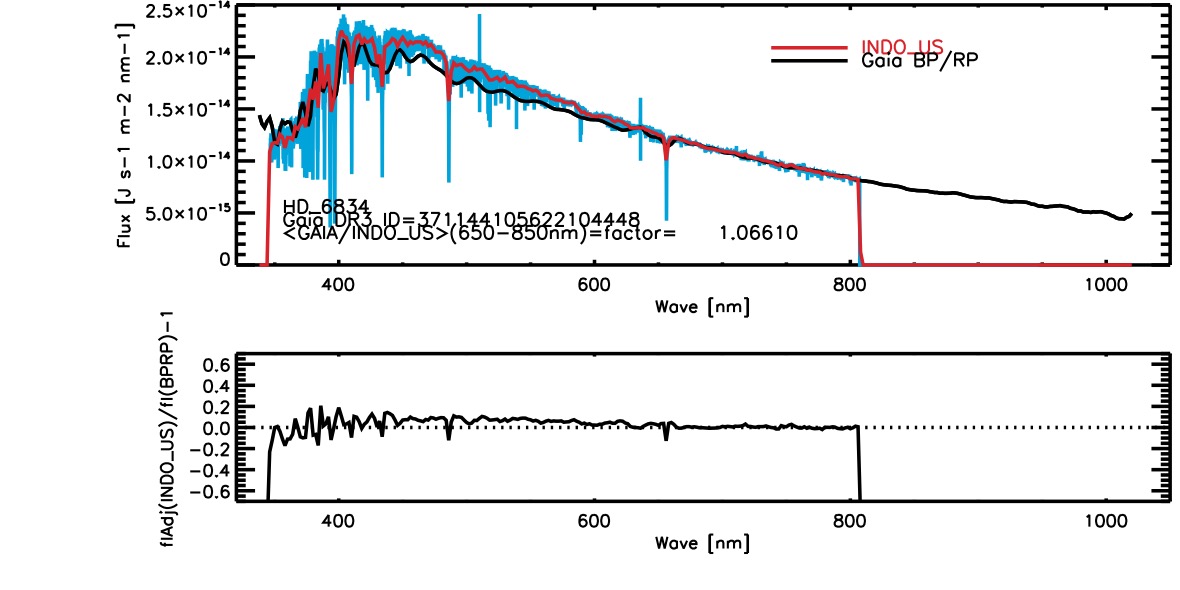 2.5×10⁻¹⁴
2.0×10⁻¹⁴
1.5×10⁻¹⁴
1.0×10⁻¹⁴
5.0×10⁻¹⁵
0
Flux [J s-1 m-2 nm-1]
INDO_US
Gaia BP/RP
HD_6834
Gaia DR3 ID=371144105622104448
<GAIA/INDO_US>(650-850nm)=factor= 1.06610
400 600 800 1000
Wave [nm]
0.6
0.4
0.2
0.0
-0.2
-0.4
-0.6
flAdj(INDO_US)/fl(BPRP)-1
400 600 800 1000
Wave [nm]